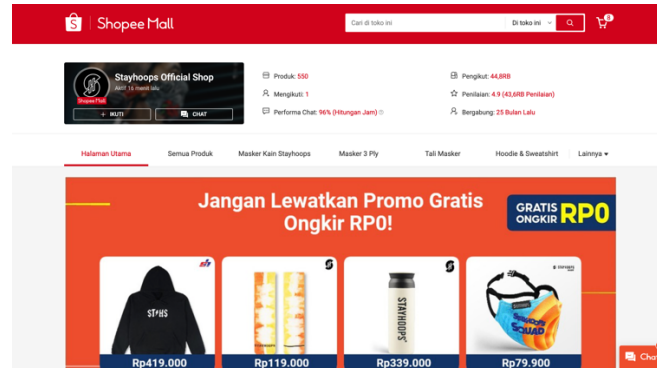 Shopee Mall
Cari di toko ini
Di toko ini
Stayhoops Official Shop
Aktif 16 menit lalu
Shopee Mall
+ IKUTI
CHAT
Produk: 550
Mengikuti: 1
Performa Chat: 96% (Hitungan Jam)
Pengikut: 44,8RB
Penilaian: 4.9 (43,6RB Penilaian)
Bergabung: 25 Bulan Lalu
Halaman Utama
Semua Produk
Masker Kain Stayhoops
Masker 3 Ply
Tali Masker
Hoodie & Sweatshirt
Lainnya
Jangan Lewatkan Promo Gratis
Ongkir RP0!
GRATIS
ONGKIR RP0
STHS
STAYHOOPS
SQUAD
Rp419.000
Rp119.000
Rp339.000
Rp79.900
Chat